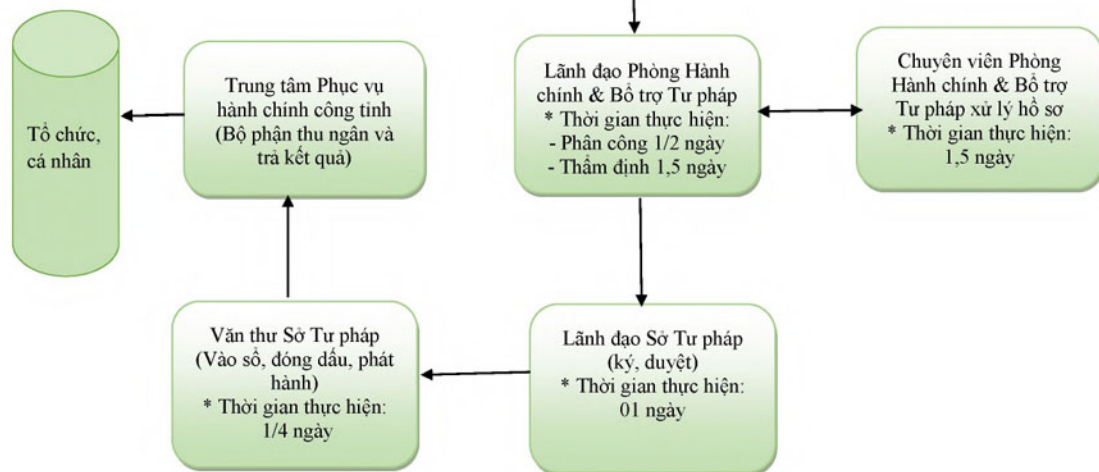 Tổ chức,
cá nhân
Trung tâm Phục vụ
hành chính công tỉnh
(Bộ phận thu ngân và
trả kết quả)
Lãnh đạo Phòng Hành
chính & Bổ trợ Tư pháp
* Thời gian thực hiện:
- Phân công 1/2 ngày
- Thẩm định 1,5 ngày
Chuyên viên Phòng
Hành chính & Bổ trợ
Tư pháp xử lý hồ sơ
* Thời gian thực hiện:
1,5 ngày
Văn thư Sở Tư pháp
(Vào sổ, đóng dấu, phát
hành)
* Thời gian thực hiện:
1/4 ngày
Lãnh đạo Sở Tư pháp
(ký, duyệt)
* Thời gian thực hiện:
01 ngày